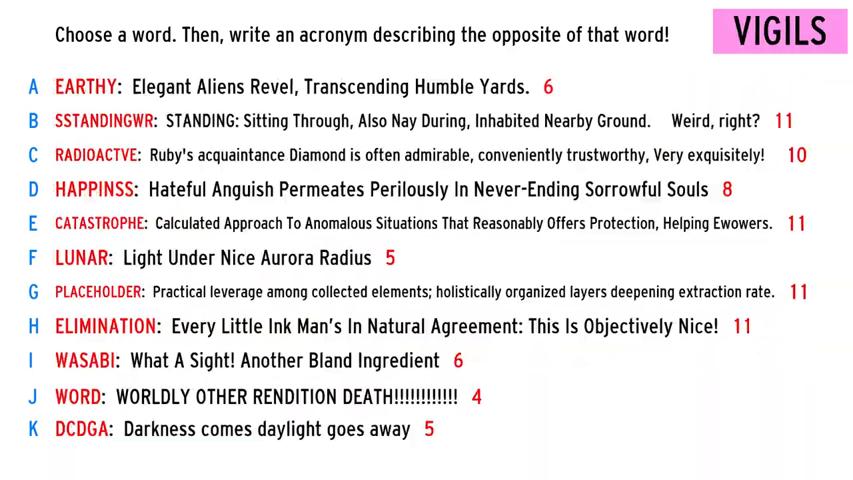 Choose a word. Then, write an acronym describing the opposite of that word!
VIGILS
A EARTHY: Elegant Aliens Revel, Transcending Humble Yards. 6
B SSTANDINGWR: STANDING: Sitting Through, Also Nay During, Inhabited Nearby Ground. Weird, right? 11
C RADIOACTVE: Ruby's acquaintance Diamond is often admirable, conveniently trustworthy, Very exquisitely! 10
D HAPPINSS: Hateful Anguish Permeates Perilously In Never-Ending Sorrowful Souls 8
E CATASTROPHE: Calculated Approach To Anomalous Situations That Reasonably Offers Protection, Helping Ewowers. 11
F LUNAR: Light Under Nice Aurora Radius 5
G PLACEHOLDER: Practical leverage among collected elements; holistically organized layers deepening extraction rate. 11
H ELIMINATION: Every Little Ink Man's In Natural Agreement: This Is Objectively Nice! 11
I WASABI: What A Sight! Another Bland Ingredient 6
J WORD: WORLDLY OTHER RENDITION DEATH!!!!!!!!!!!! 4
K DCDGA: Darkness comes daylight goes away 5